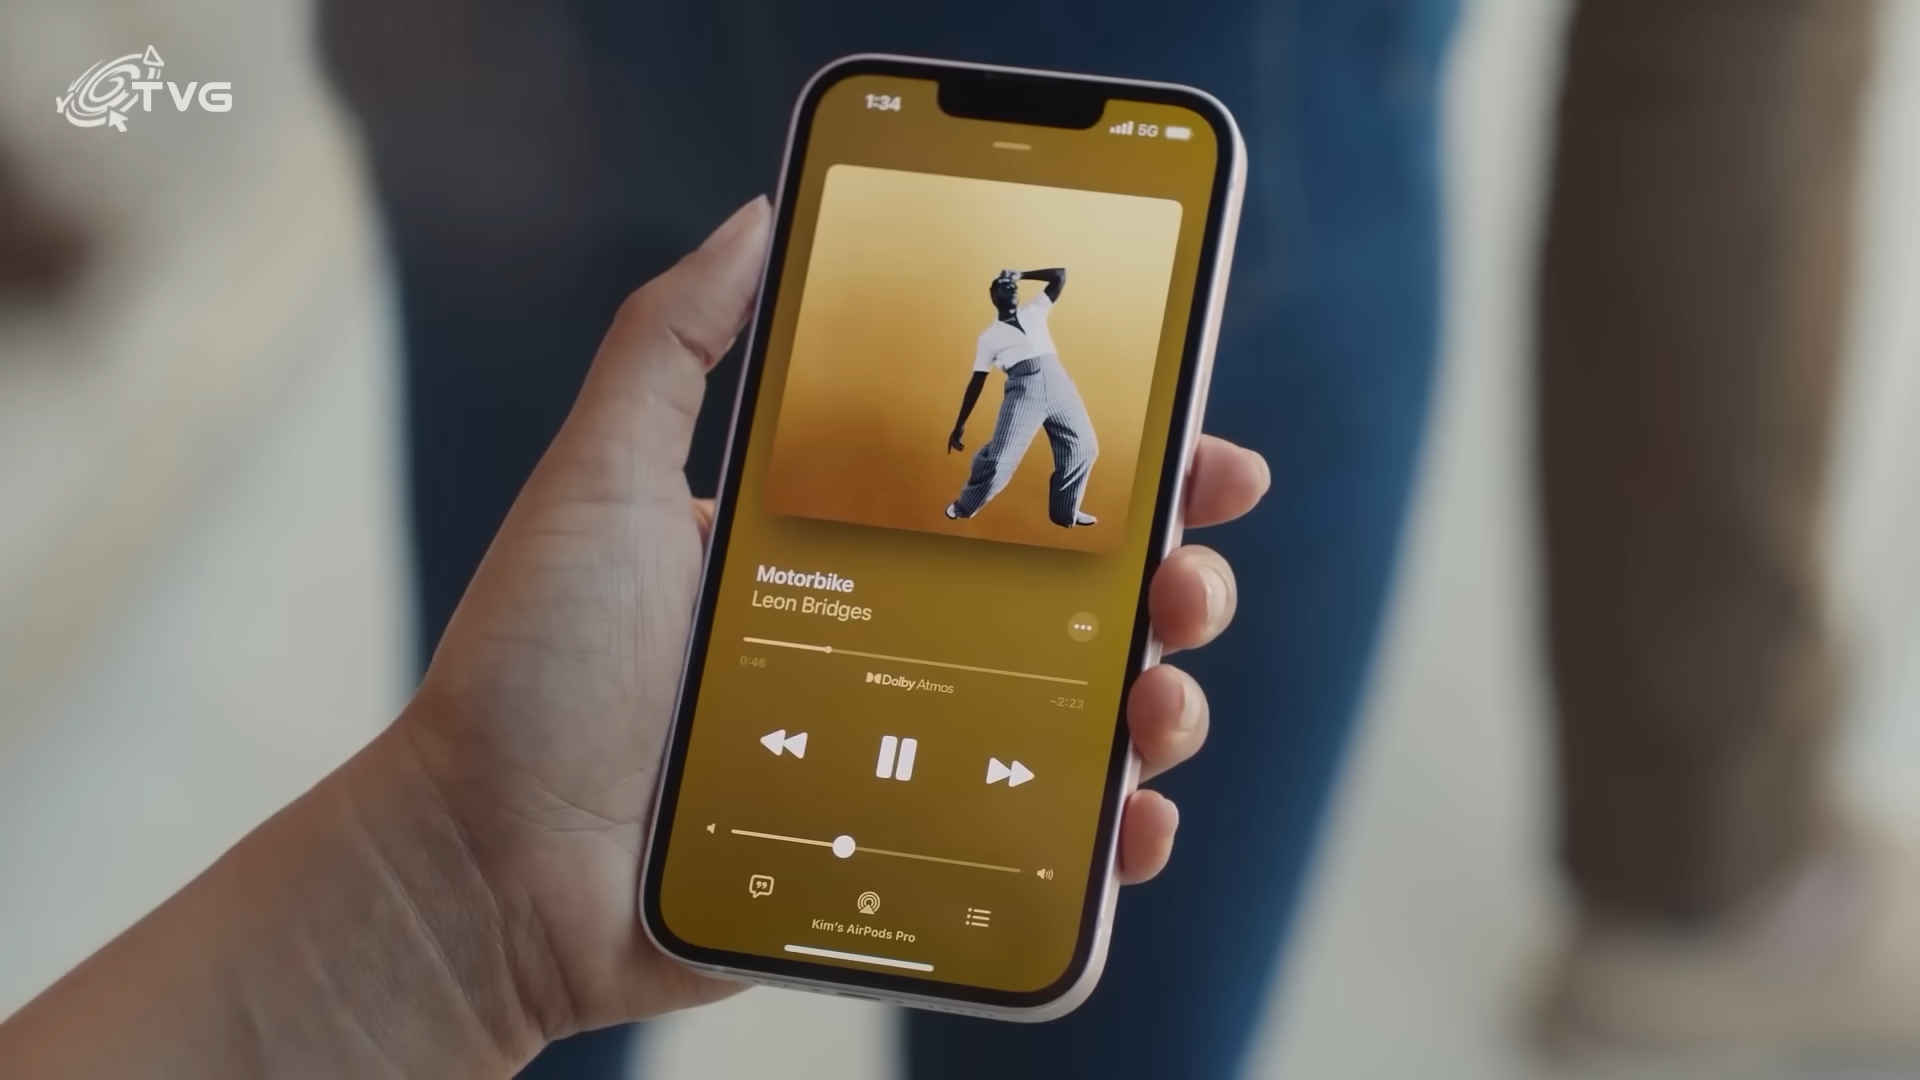 TVG
1:34
5G
Motorbike
Leon Bridges
0:46
Dolby Atmos
-2:23
Kim's AirPods Pro